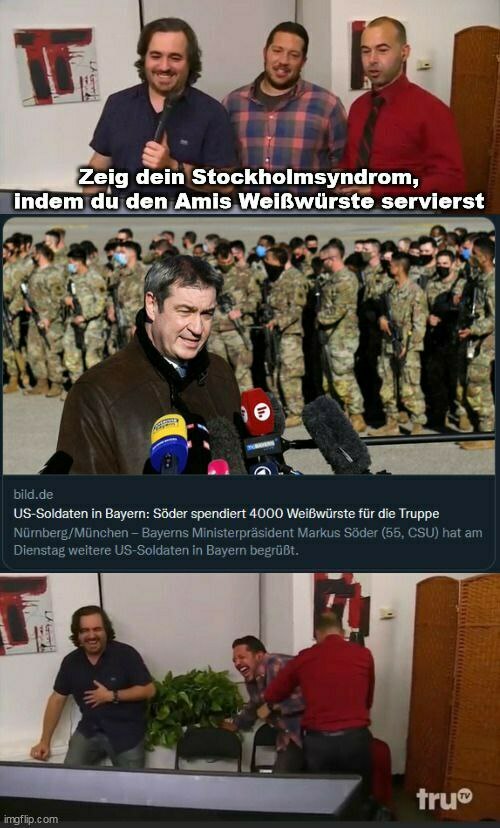 Zeig dein Stockholmsyndrom,
indem du den Amis Weißwürste servierst
bild.de
US-Soldaten in Bayern: Söder spendiert 4000 Weißwürste für die Truppe
Nürnberg/München – Bayerns Ministerpräsident Markus Söder (55, CSU) hat am
Dienstag weitere US-Soldaten in Bayern begrüßt.
truTV
imgflip.com